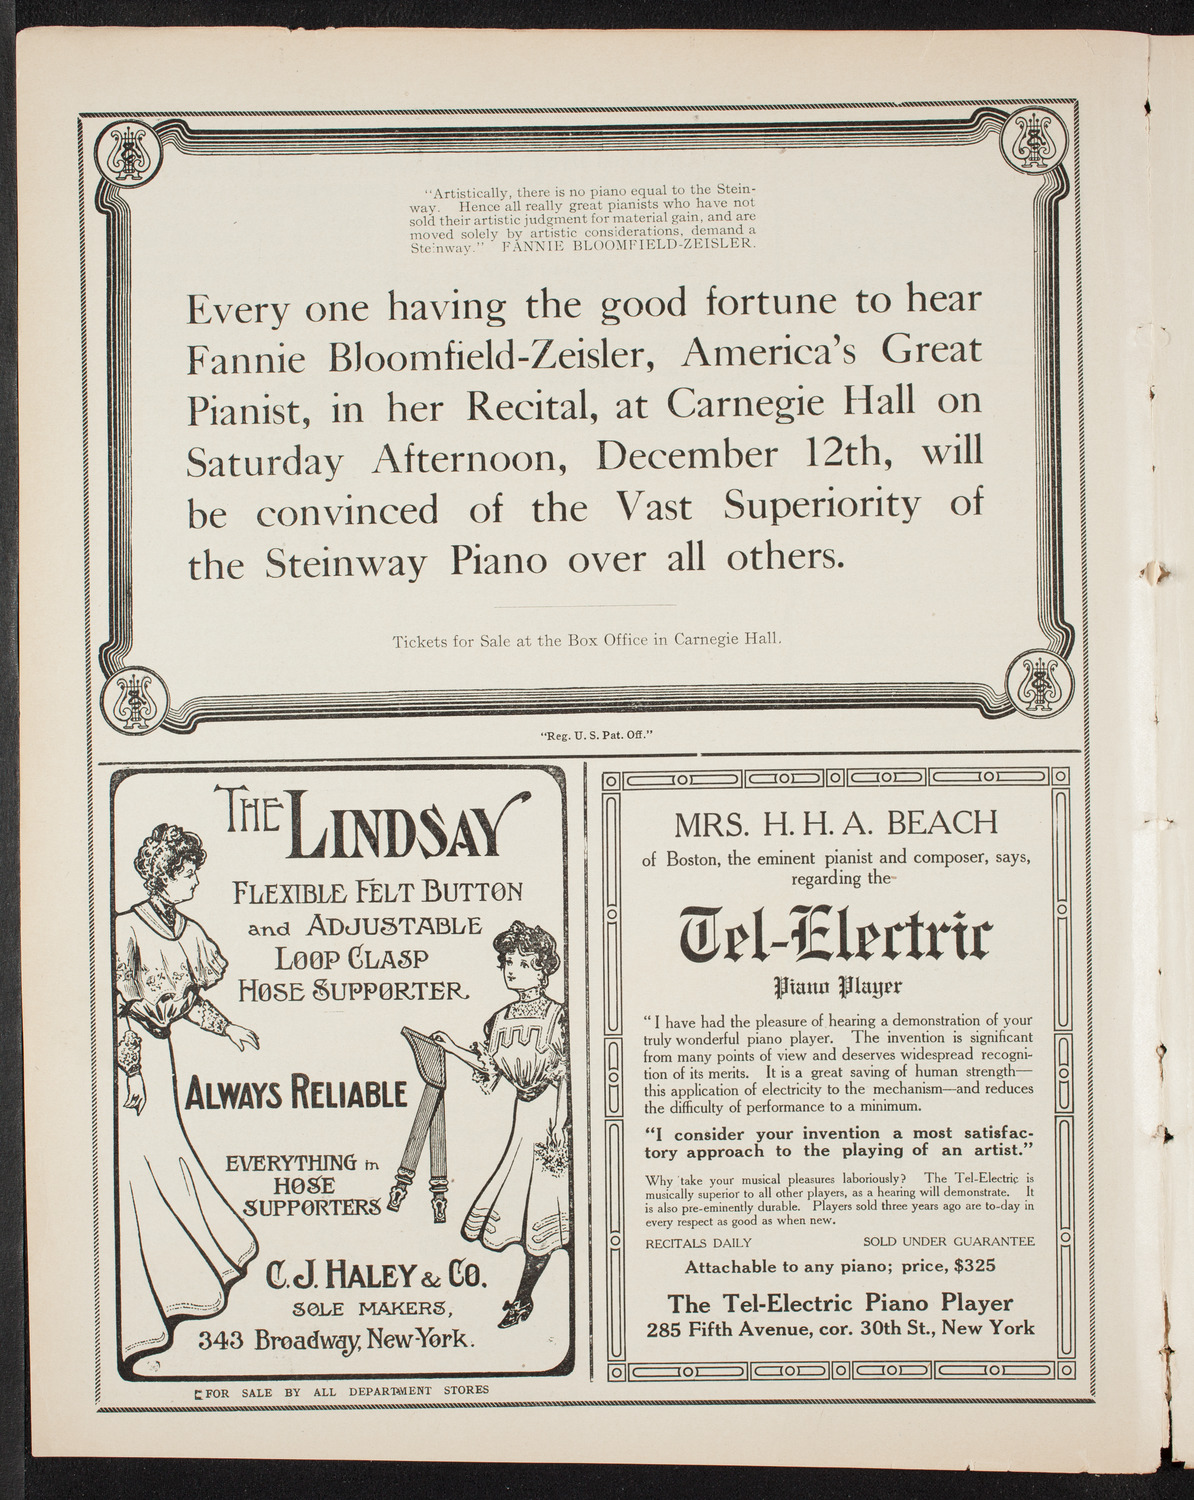 "Artistically, there is no piano equal to the Stein-
way. Hence all really great pianists who have not
sold their artistic judgment for material gain, and are
moved solely by artistic considerations, demand a
Steinway." FANNIE BLOOMFIELD-ZEISLER.
Every one having the good fortune to hear
Fannie Bloomfield-Zeisler, America's Great
Pianist, in her Recital, at Carnegie Hall on
Saturday Afternoon, December 12th, will
be convinced of the Vast Superiority of
the Steinway Piano over all others.
Tickets for Sale at the Box Office in Carnegie Hall.
"Reg. U. S. Pat. Off."
THE LINDSAY
FLEXIBLE FELT BUTTON
and ADJUSTABLE
LOOP CLASP
HOSE SUPPORTER
ALWAYS RELIABLE
EVERYTHING in
HOSE
SUPPORTERS
C.J. HALEY & CO.
SOLE MAKERS,
343 Broadway, New-York.
FOR SALE BY ALL DEPARTMENT STORES
MRS. H. H. A. BEACH
of Boston, the eminent pianist and composer, says,
regarding the
Tel-Electric
Piano Player
"I have had the pleasure of hearing a demonstration of your
truly wonderful piano player. The invention is significant
from many points of view and deserves widespread recogni-
tion of its merits. It is a great saving of human strength—
this application of electricity to the mechanism—and reduces
the difficulty of performance to a minimum.
"I consider your invention a most satisfac-
tory approach to the playing of an artist."
Why take your musical pleasures laboriously? The Tel-Electric is
musically superior to all other players, as a hearing will demonstrate. It
is also pre-eminently durable. Players sold three years ago are to-day in
every respect as good as when new.
RECITALS DAILY SOLD UNDER GUARANTEE
Attachable to any piano; price, $325
The Tel-Electric Piano Player
285 Fifth Avenue, cor. 30th St., New York